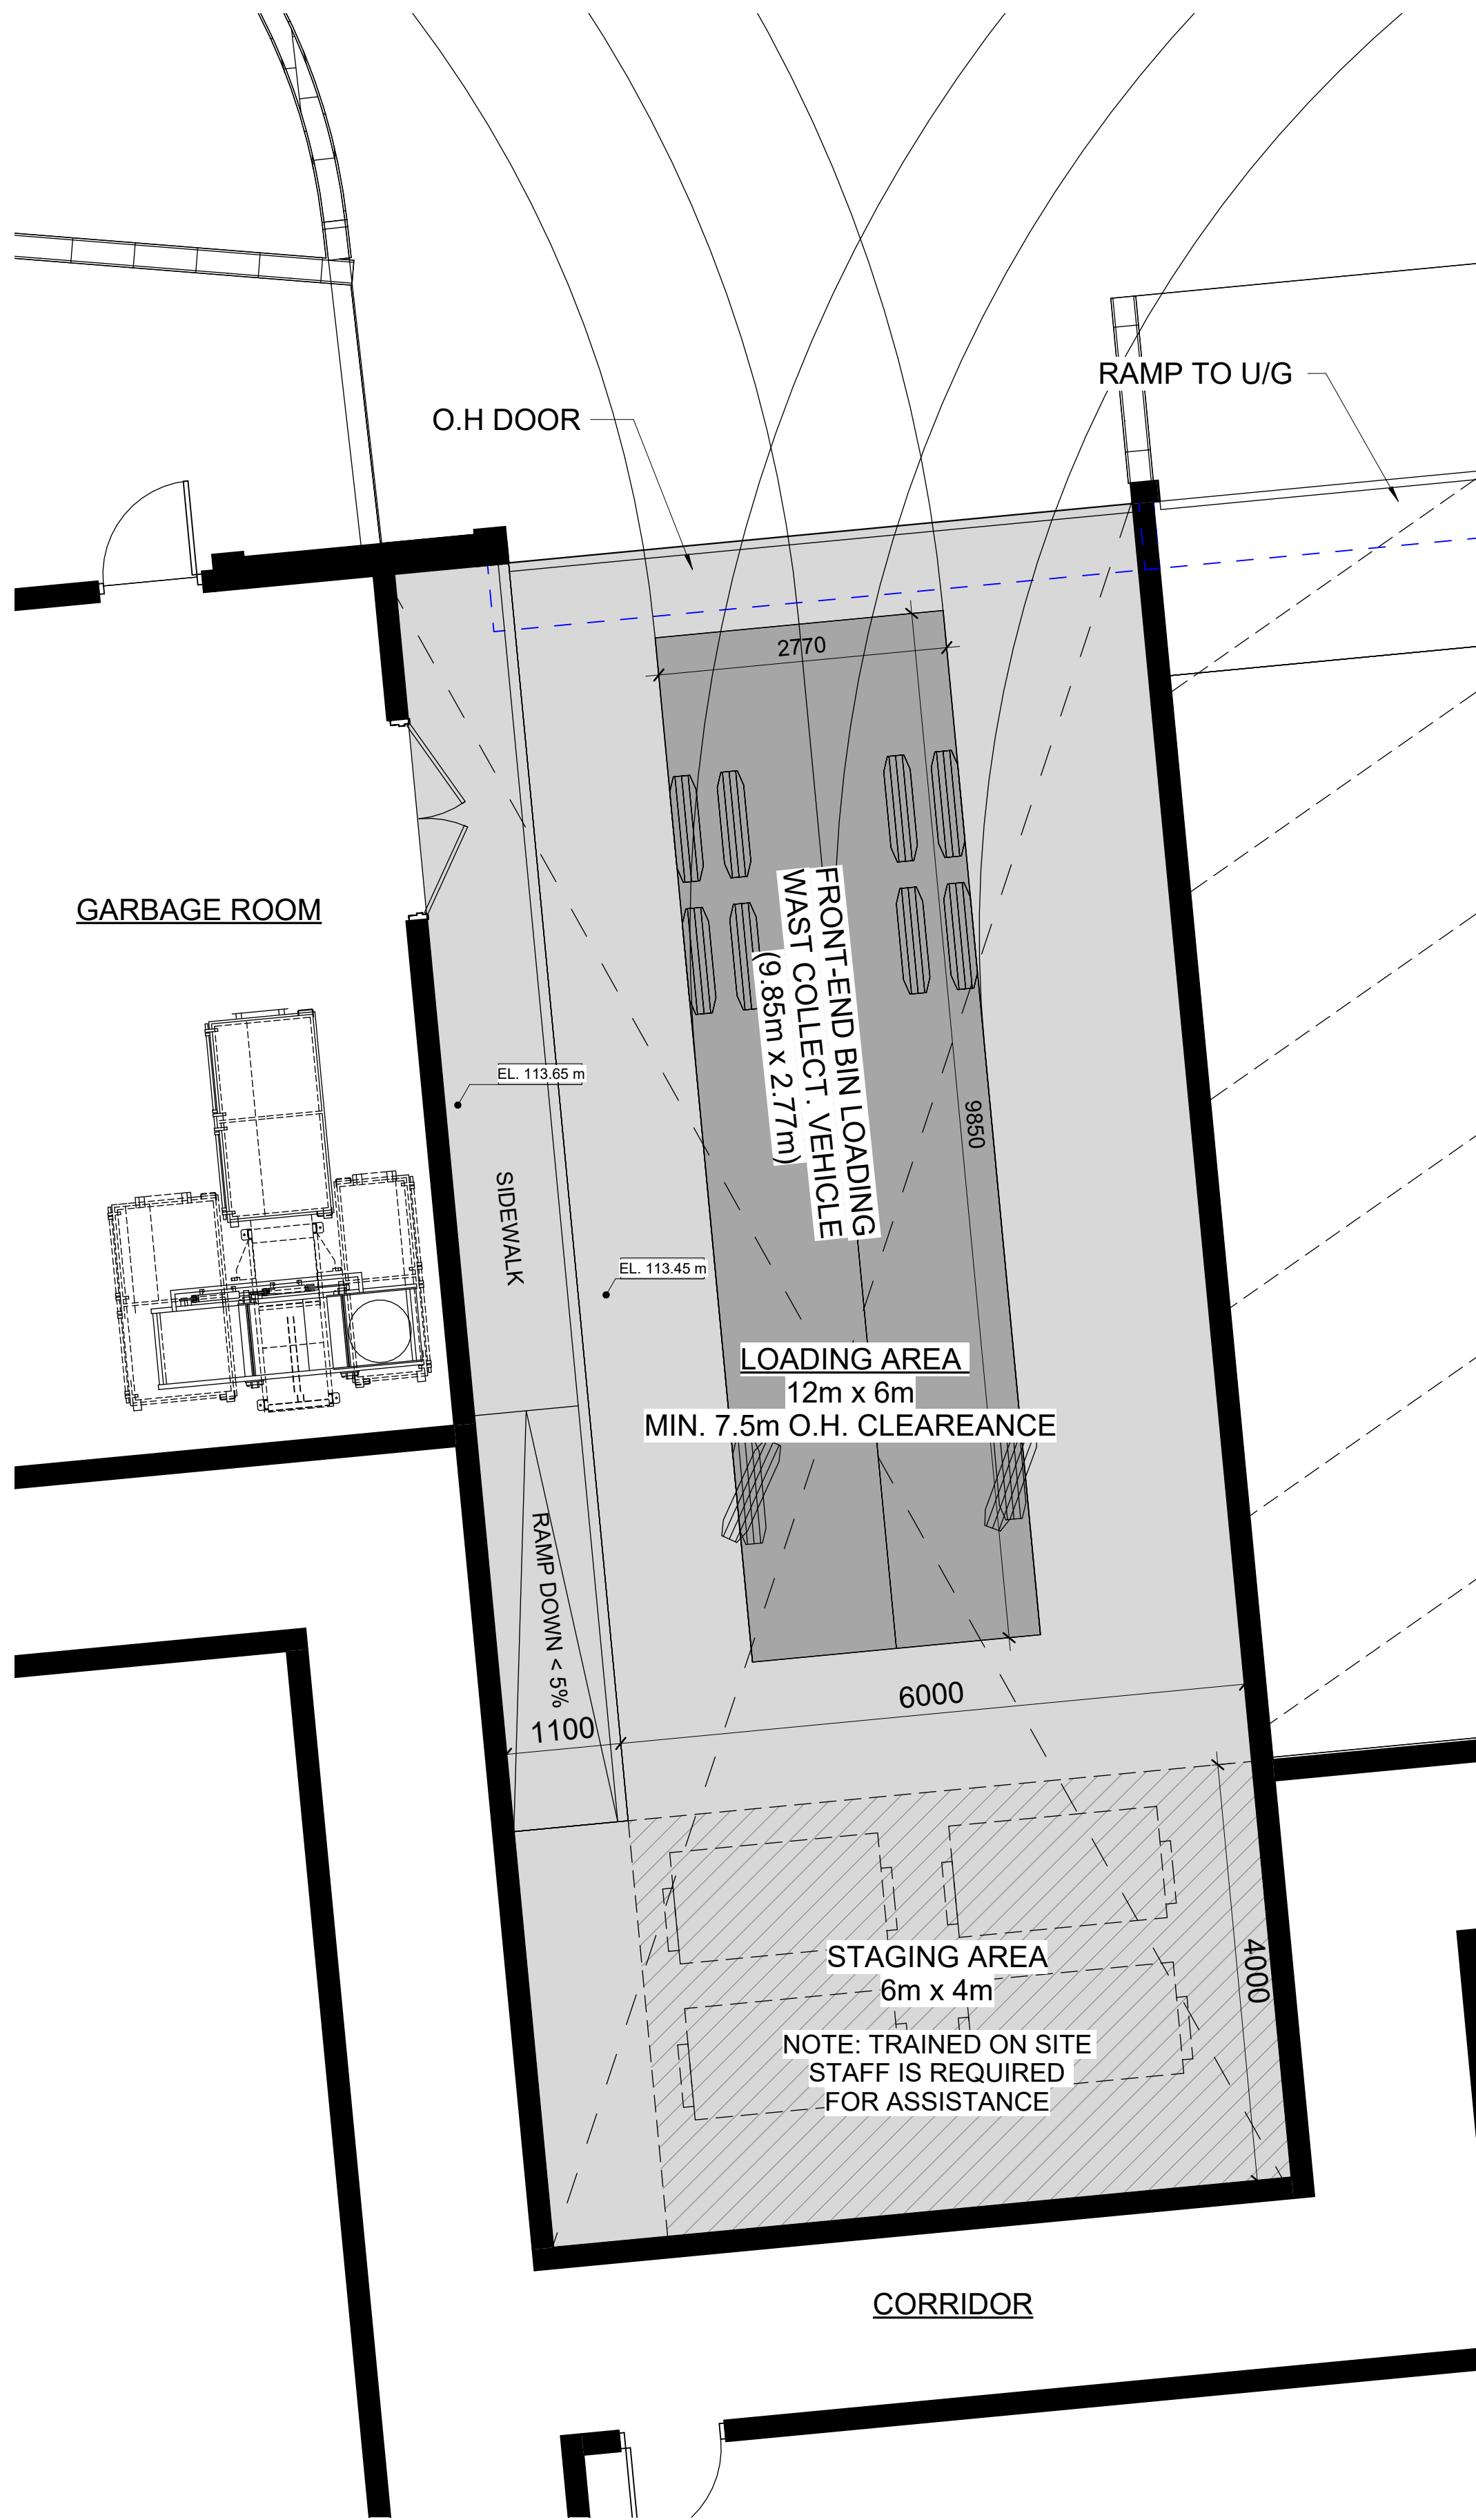 RAMP TO U/G
O.H DOOR
2770
GARBAGE ROOM
FRONT-END BIN LOADING
WAST COLLECT. VEHICLE
(9.85m x 2.77m)
9850
EL. 113.65 m
SIDEWALK
EL. 113.45 m
LOADING AREA
12m x 6m
MIN. 7.5m O.H. CLEAREANCE
RAMP DOWN < 5%
1100
6000
STAGING AREA
6m x 4m
4000
NOTE: TRAINED ON SITE
STAFF IS REQUIRED
FOR ASSISTANCE
CORRIDOR